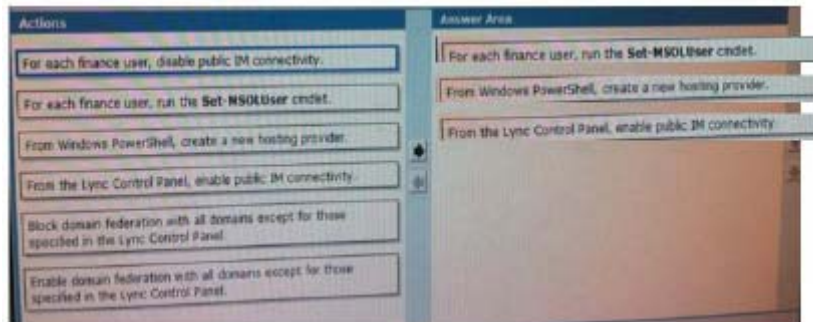 Actions
For each finance user, disable public IM connectivity.
For each finance user, run the Set-MSOLUser cmdlet.
From Windows PowerShell, create a new hosting provider.
From the Lync Control Panel, enable public IM connectivity.
Block domain federation with all domains except for those
specified in the Lync Control Panel.
Enable domain federation with all domains except for those
specified in the Lync Control Panel.
Answer Area
For each finance user, run the Set-MSOLUser cmdlet.
From Windows PowerShell, create a new hosting provider.
From the Lync Control Panel, enable public IM connectivity